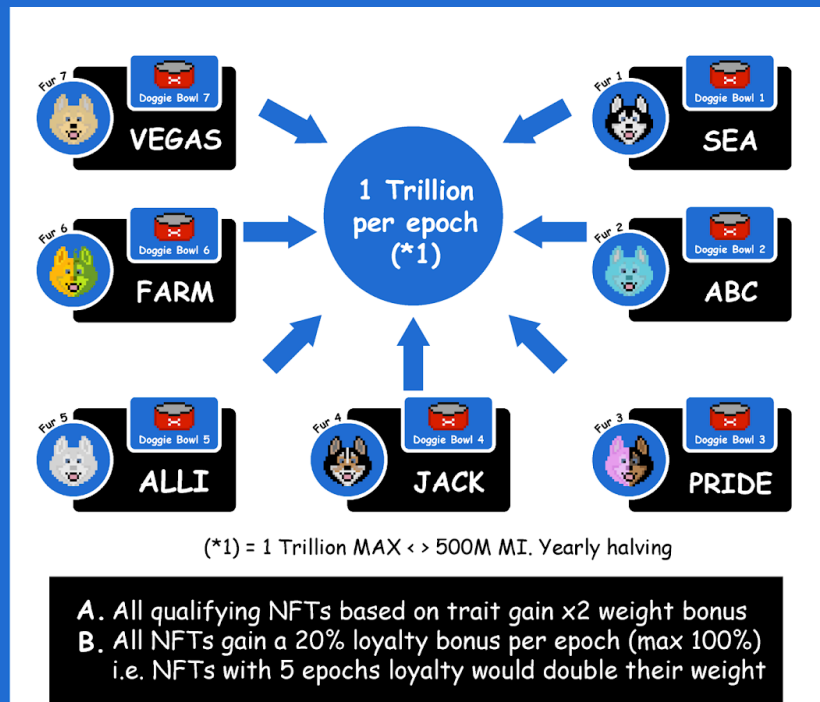 Fur 7
Doggie Bowl 7
VEGAS
Fur 1
Doggie Bowl 1
SEA
1 Trillion
per epoch
(*1)
Fur 6
Doggie Bowl 6
FARM
Fur 2
Doggie Bowl 2
ABC
Fur 5
Doggie Bowl 5
ALLI
Fur 4
Doggie Bowl 4
JACK
Fur 3
Doggie Bowl 3
PRIDE
(*1) = 1 Trillion MAX < > 500M MI. Yearly halving
A. All qualifying NFTs based on trait gain x2 weight bonus
B. All NFTs gain a 20% loyalty bonus per epoch (max 100%)
i.e. NFTs with 5 epochs loyalty would double their weight